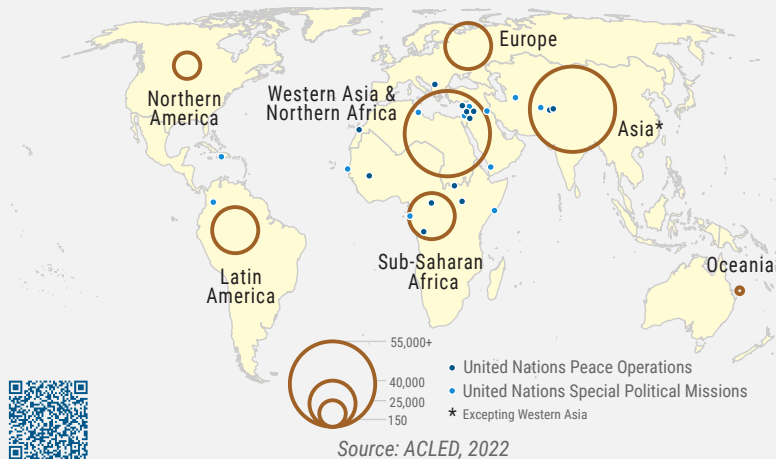 Europe
Northern
America
Western Asia &
Northern Africa
Asia*
Latin
America
Sub-Saharan
Africa
Oceania
55,000+
40,000
25,000
150
United Nations Peace Operations
United Nations Special Political Missions
* Excepting Western Asia
Source: ACLED, 2022